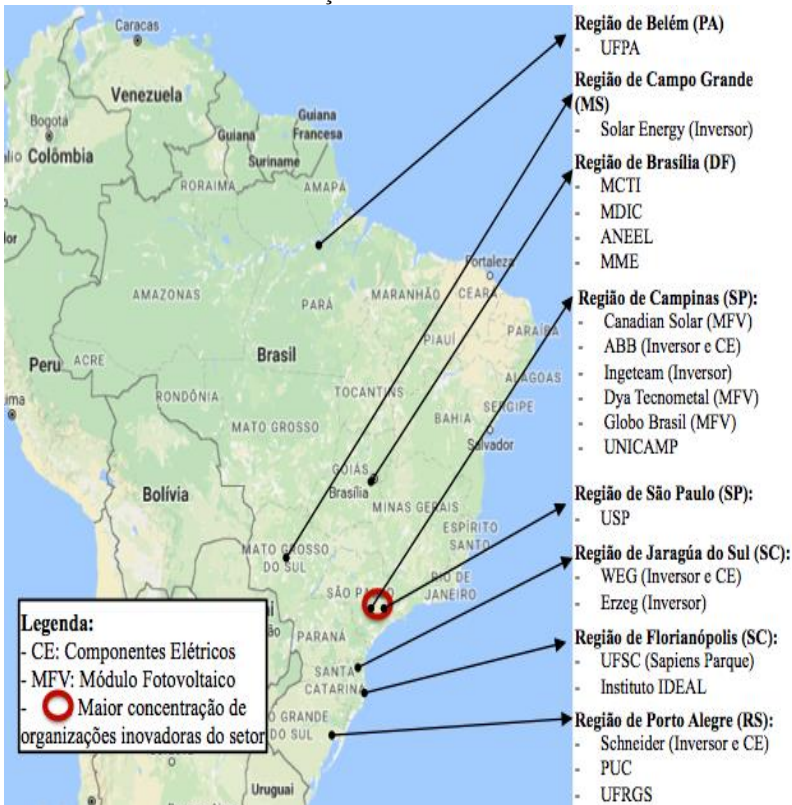 Caracas
Venezuela
Bogotá
Colômbia
Guiana
Guiana
Francesa
Suriname
RORAIMA
AMAPÁ
Fortaleza
AMAZONAS
PARÁ
MARANHÃO
CEARÁ
PIAUÍ
PARAÍBA
Peru
ACRE
Brasil
ALAGOAS
TOCANTINS
SERGIPE
RONDÔNIA
BAHIA
MATO GROSSO
Salvador
GOIÁS
Brasília
Bolívia
MINAS GERAIS
ESPÍRITO
SANTO
MATO GROSSO
DO SUL
SÃO PAULO
RIO DE
JANEIRO
PARANÁ
SANTA
CATARINA
RIO GRANDE
DO SUL
Uruguai
Legenda:
- CE: Componentes Elétricos
- MFV: Módulo Fotovoltaico
- Maior concentração de
organizações inovadoras do setor
Região de Belém (PA)
- UFPA
Região de Campo Grande
(MS)
- Solar Energy (Inversor)
Região de Brasília (DF)
- MCTI
- MDIC
- ANEEL
- MME
Região de Campinas (SP):
- Canadian Solar (MFV)
- ABB (Inversor e CE)
- Ingeteam (Inversor)
- Dya Tecnometal (MFV)
- Globo Brasil (MFV)
- UNICAMP
Região de São Paulo (SP):
- USP
Região de Jaragúa do Sul (SC):
- WEG (Inversor e CE)
- Erzeg (Inversor)
Região de Florianópolis (SC):
- UFSC (Sapiens Parque)
- Instituto IDEAL
Região de Porto Alegre (RS):
- Schneider (Inversor e CE)
- PUC
- UFRGS